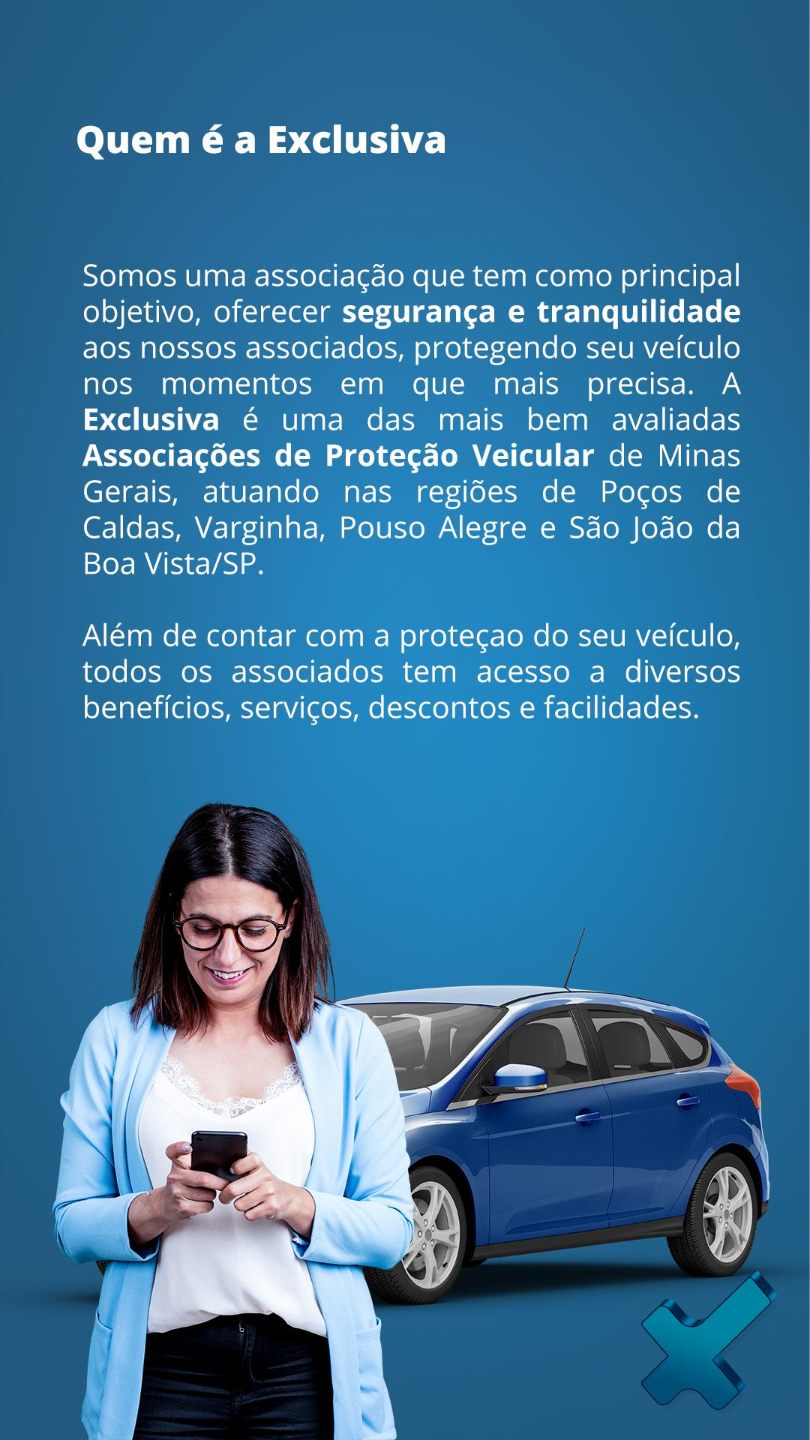 Quem é a Exclusiva
Somos uma associação que tem como principal
objetivo, oferecer segurança e tranquilidade
aos nossos associados, protegendo seu veículo
nos momentos em que mais precisa. A
Exclusiva é uma das mais bem avaliadas
Associações de Proteção Veicular de Minas
Gerais, atuando nas regiões de Poços de
Caldas, Varginha, Pouso Alegre e São João da
Boa Vista/SP.
Além de contar com a proteçao do seu veículo,
todos os associados tem acesso a diversos
benefícios, serviços, descontos e facilidades.